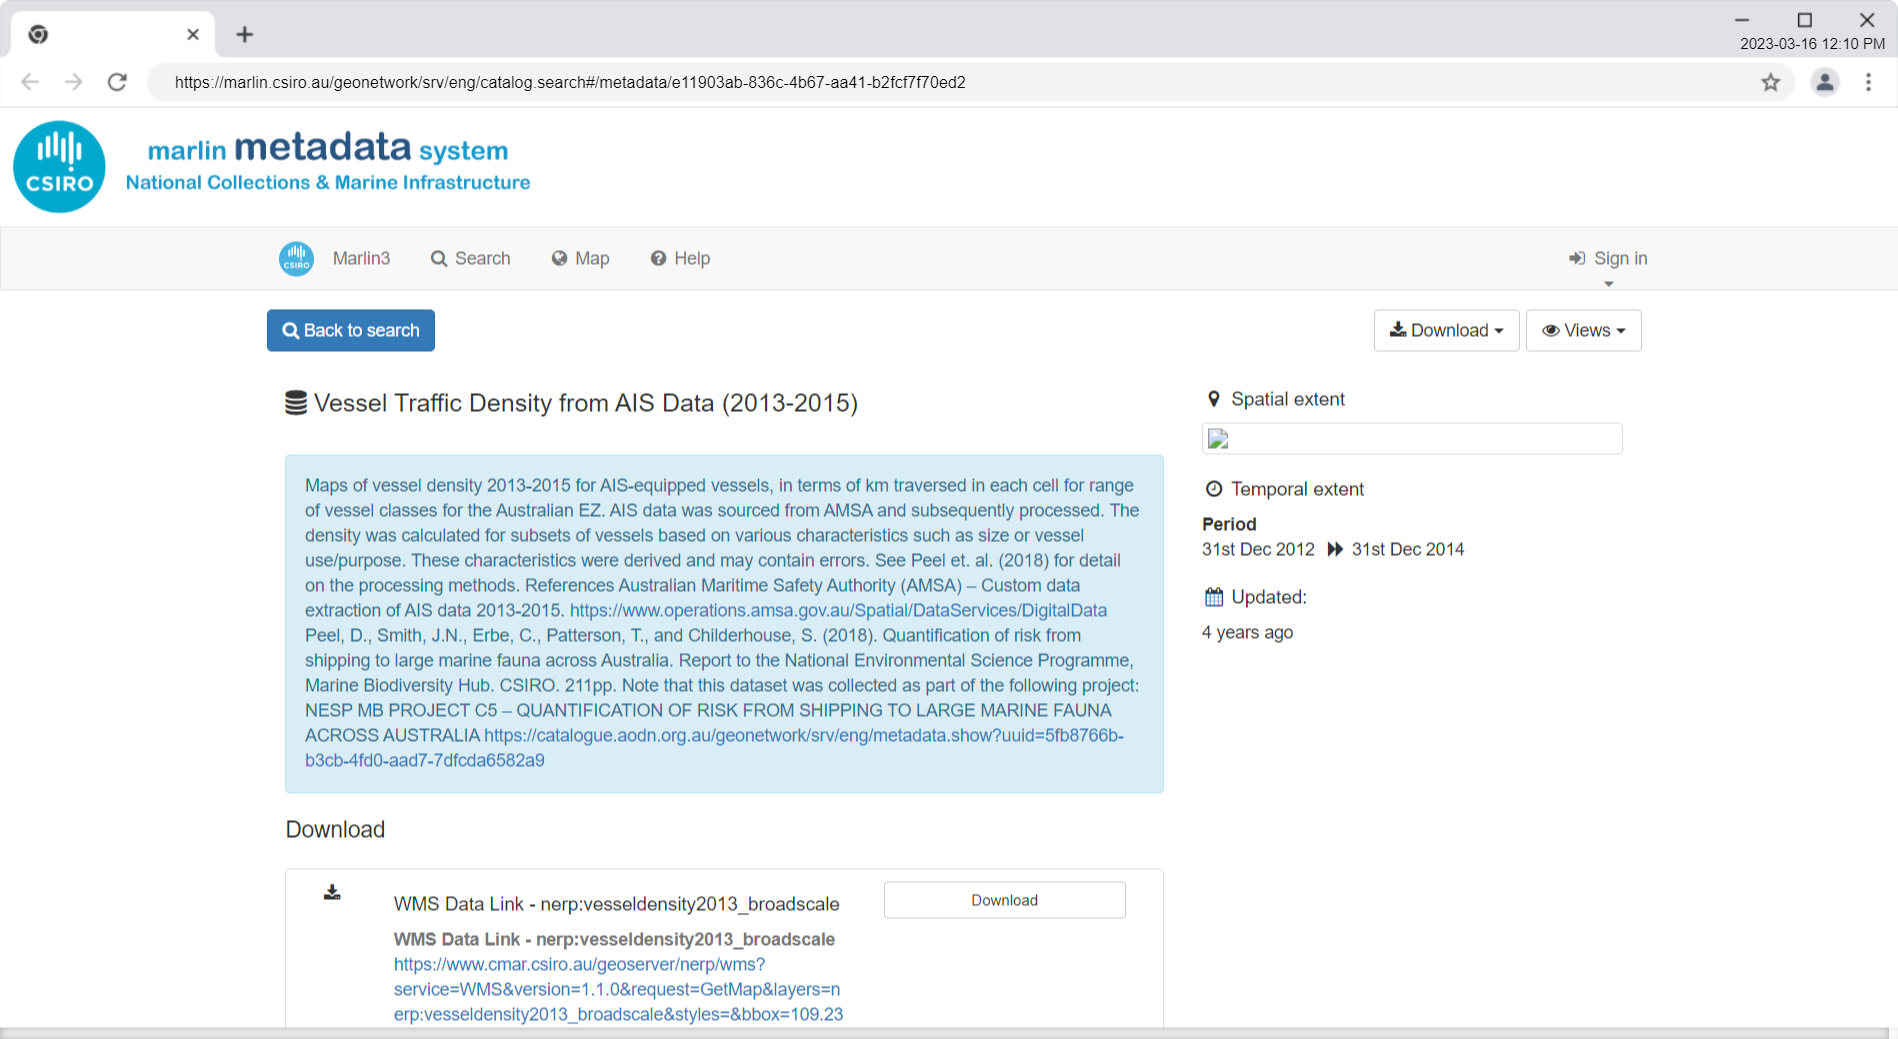 2023-03-16 12:10 PM
https://marlin.csiro.au/geonetwork/srv/eng/catalog.search#/metadata/e11903ab-836c-4b67-aa41-b2fcf7f70ed2
CSIRO
marlin metadata system
National Collections & Marine Infrastructure
CSIRO Marlin3 Search Map Help Sign in
Back to search Download Views
Vessel Traffic Density from AIS Data (2013-2015)
Maps of vessel density 2013-2015 for AIS-equipped vessels, in terms of km traversed in each cell for range
of vessel classes for the Australian EZ. AIS data was sourced from AMSA and subsequently processed. The
density was calculated for subsets of vessels based on various characteristics such as size or vessel
use/purpose. These characteristics were derived and may contain errors. See Peel et. al. (2018) for detail
on the processing methods. References Australian Maritime Safety Authority (AMSA) – Custom data
extraction of AIS data 2013-2015. https://www.operations.amsa.gov.au/Spatial/DataServices/DigitalData
Peel, D., Smith, J.N., Erbe, C., Patterson, T., and Childerhouse, S. (2018). Quantification of risk from
shipping to large marine fauna across Australia. Report to the National Environmental Science Programme,
Marine Biodiversity Hub. CSIRO. 211pp. Note that this dataset was collected as part of the following project:
NESP MB PROJECT C5 – QUANTIFICATION OF RISK FROM SHIPPING TO LARGE MARINE FAUNA
ACROSS AUSTRALIA https://catalogue.aodn.org.au/geonetwork/srv/eng/metadata.show?uuid=5fb8766b-
b3cb-4fd0-aad7-7dfcda6582a9
Download
WMS Data Link - nerp:vesseldensity2013_broadscale
Download
WMS Data Link - nerp:vesseldensity2013_broadscale
https://www.cmar.csiro.au/geoserver/nerp/wms?
service=WMS&version=1.1.0&request=GetMap&layers=n
erp:vesseldensity2013_broadscale&styles=&bbox=109.23
Spatial extent
Temporal extent
Period
31st Dec 2012 31st Dec 2014
Updated:
4 years ago